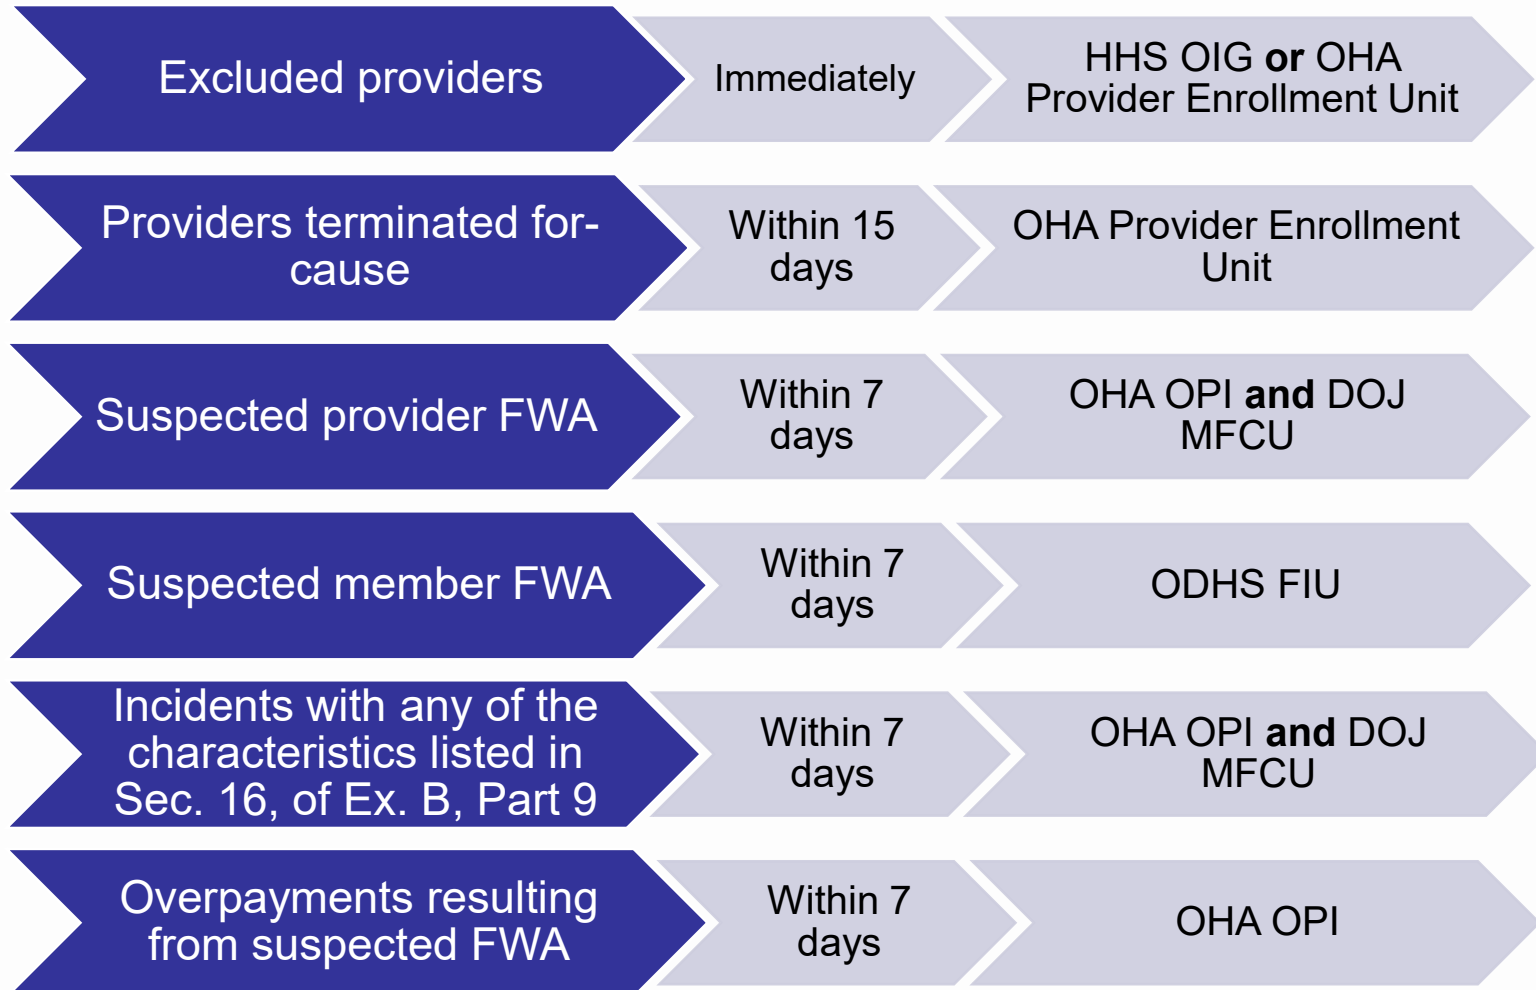 Excluded providers
Immediately
HHS OIG or OHA
Provider Enrollment Unit
Providers terminated for-
cause
Within 15
days
OHA Provider Enrollment
Unit
Suspected provider FWA
Within 7
days
OHA OPI and DOJ
MFCU
Suspected member FWA
Within 7
days
ODHS FIU
Incidents with any of the
characteristics listed in
Sec. 16, of Ex. B, Part 9
Within 7
days
OHA OPI and DOJ
MFCU
Overpayments resulting
from suspected FWA
Within 7
days
OHA OPI